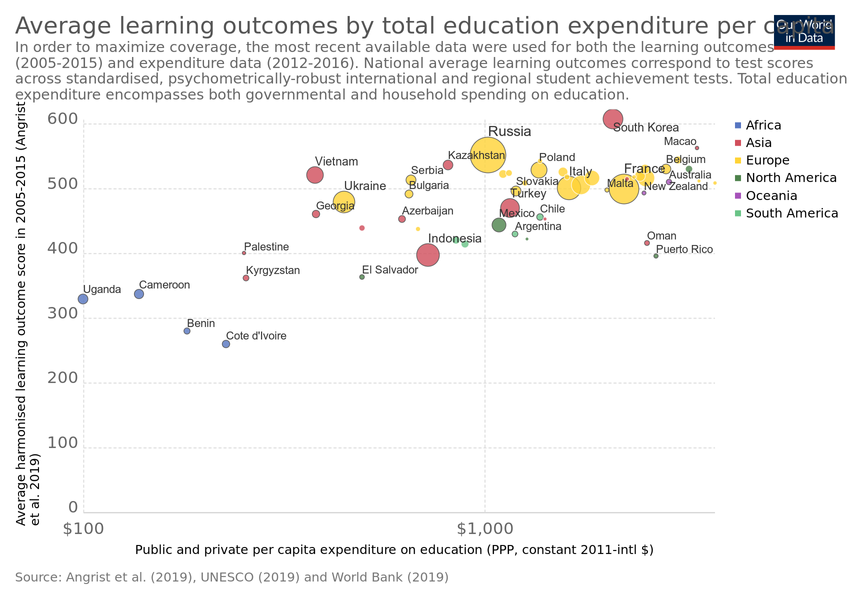 Average learning outcomes by total education expenditure per capita
Our World
in Data
In order to maximize coverage, the most recent available data were used for both the learning outcomes
(2005-2015) and expenditure data (2012-2016). National average learning outcomes correspond to test scores
across standardised, psychometrically-robust international and regional student achievement tests. Total education
expenditure encompasses both governmental and household spending on education.
Average harmonised learning outcome score in 2005-2015 (Angrist
et al. 2019)
600
500
400
300
200
100
0
$100
$1,000
South Korea
Russia
Macao
Kazakhstan
Vietnam
Poland
Belgium
Serbia
Italy
France
Australia
Ukraine
Bulgaria
Slovakia
Malta
New Zealand
Turkey
Georgia
Azerbaijan
Mexico
Chile
Argentina
Indonesia
Oman
Palestine
Puerto Rico
Kyrgyzstan
El Salvador
Uganda
Cameroon
Benin
Cote d'Ivoire
Africa
Asia
Europe
North America
Oceania
South America
Public and private per capita expenditure on education (PPP, constant 2011-intl $)
Source: Angrist et al. (2019), UNESCO (2019) and World Bank (2019)